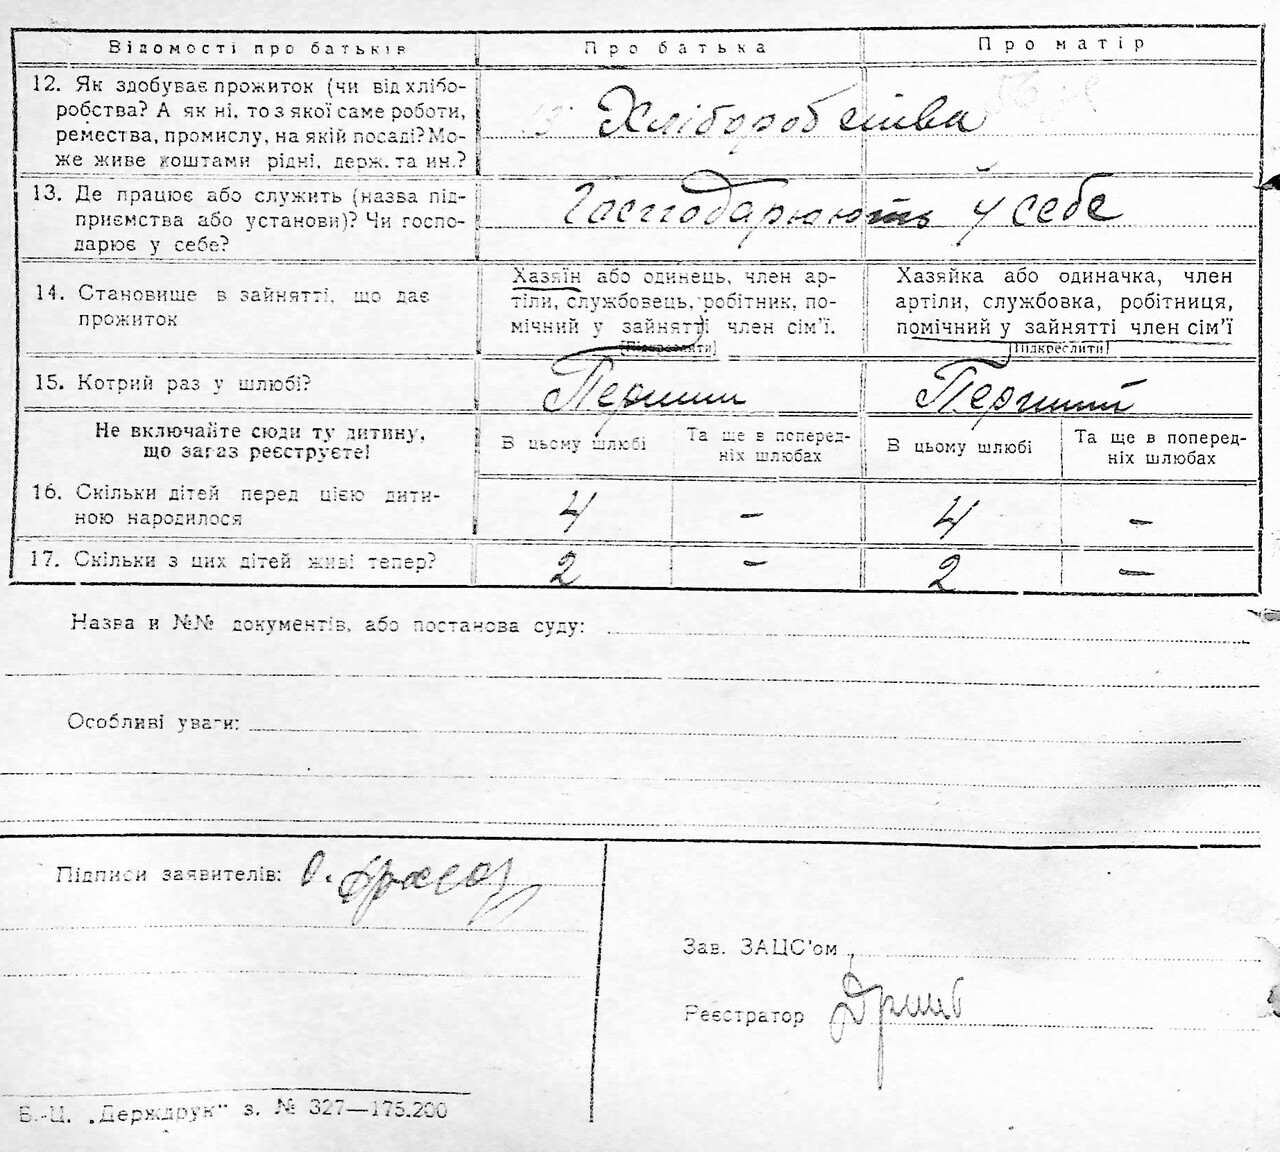 Відомості про батьків Про батька Про матір
12. Як здобуває прожиток (чи від хлібо-
робства? А як ні, то з якої саме роботи,
ремества, промислу, на якій посаді? Мо-
же живе коштами рідні, держ. та ин.?
Хліборобства
13. Де працює або служить (назва під-
приємства або установи)? Чи госпо-
дарює у себе?
Господарюють у себе
14. Становище в зайнятті, що дає
прожиток
Хазяїн або одинець, член ар-
тіли, службовець, робітник, по-
мічний у зайнятті член сім'ї.
[Підкреслити]
Хазяйка або одиначка, член
артіли, службовка, робітниця,
помічний у зайнятті член сім'ї
[Підкреслити]
15. Котрий раз у шлюбі? Перший Перший
Не включайте сюди ту дитину,
що зараз реєструєте!
В цьому шлюбі
Та ще в поперед-
ніх шлюбах
В цьому шлюбі
Та ще в поперед-
ніх шлюбах
16. Скільки дітей перед цією дити-
ною народилося
4 - 4 -
17. Скільки з цих дітей живі тепер? 2 - 2 -
Назва и №№ документів, або постанова суду:
Особливі уваги:
Підписи заявителів: О.
Зав. ЗАЦС'ом
Реєстратор
Б.-Ц. „Держдрук" з. № 327—175.200